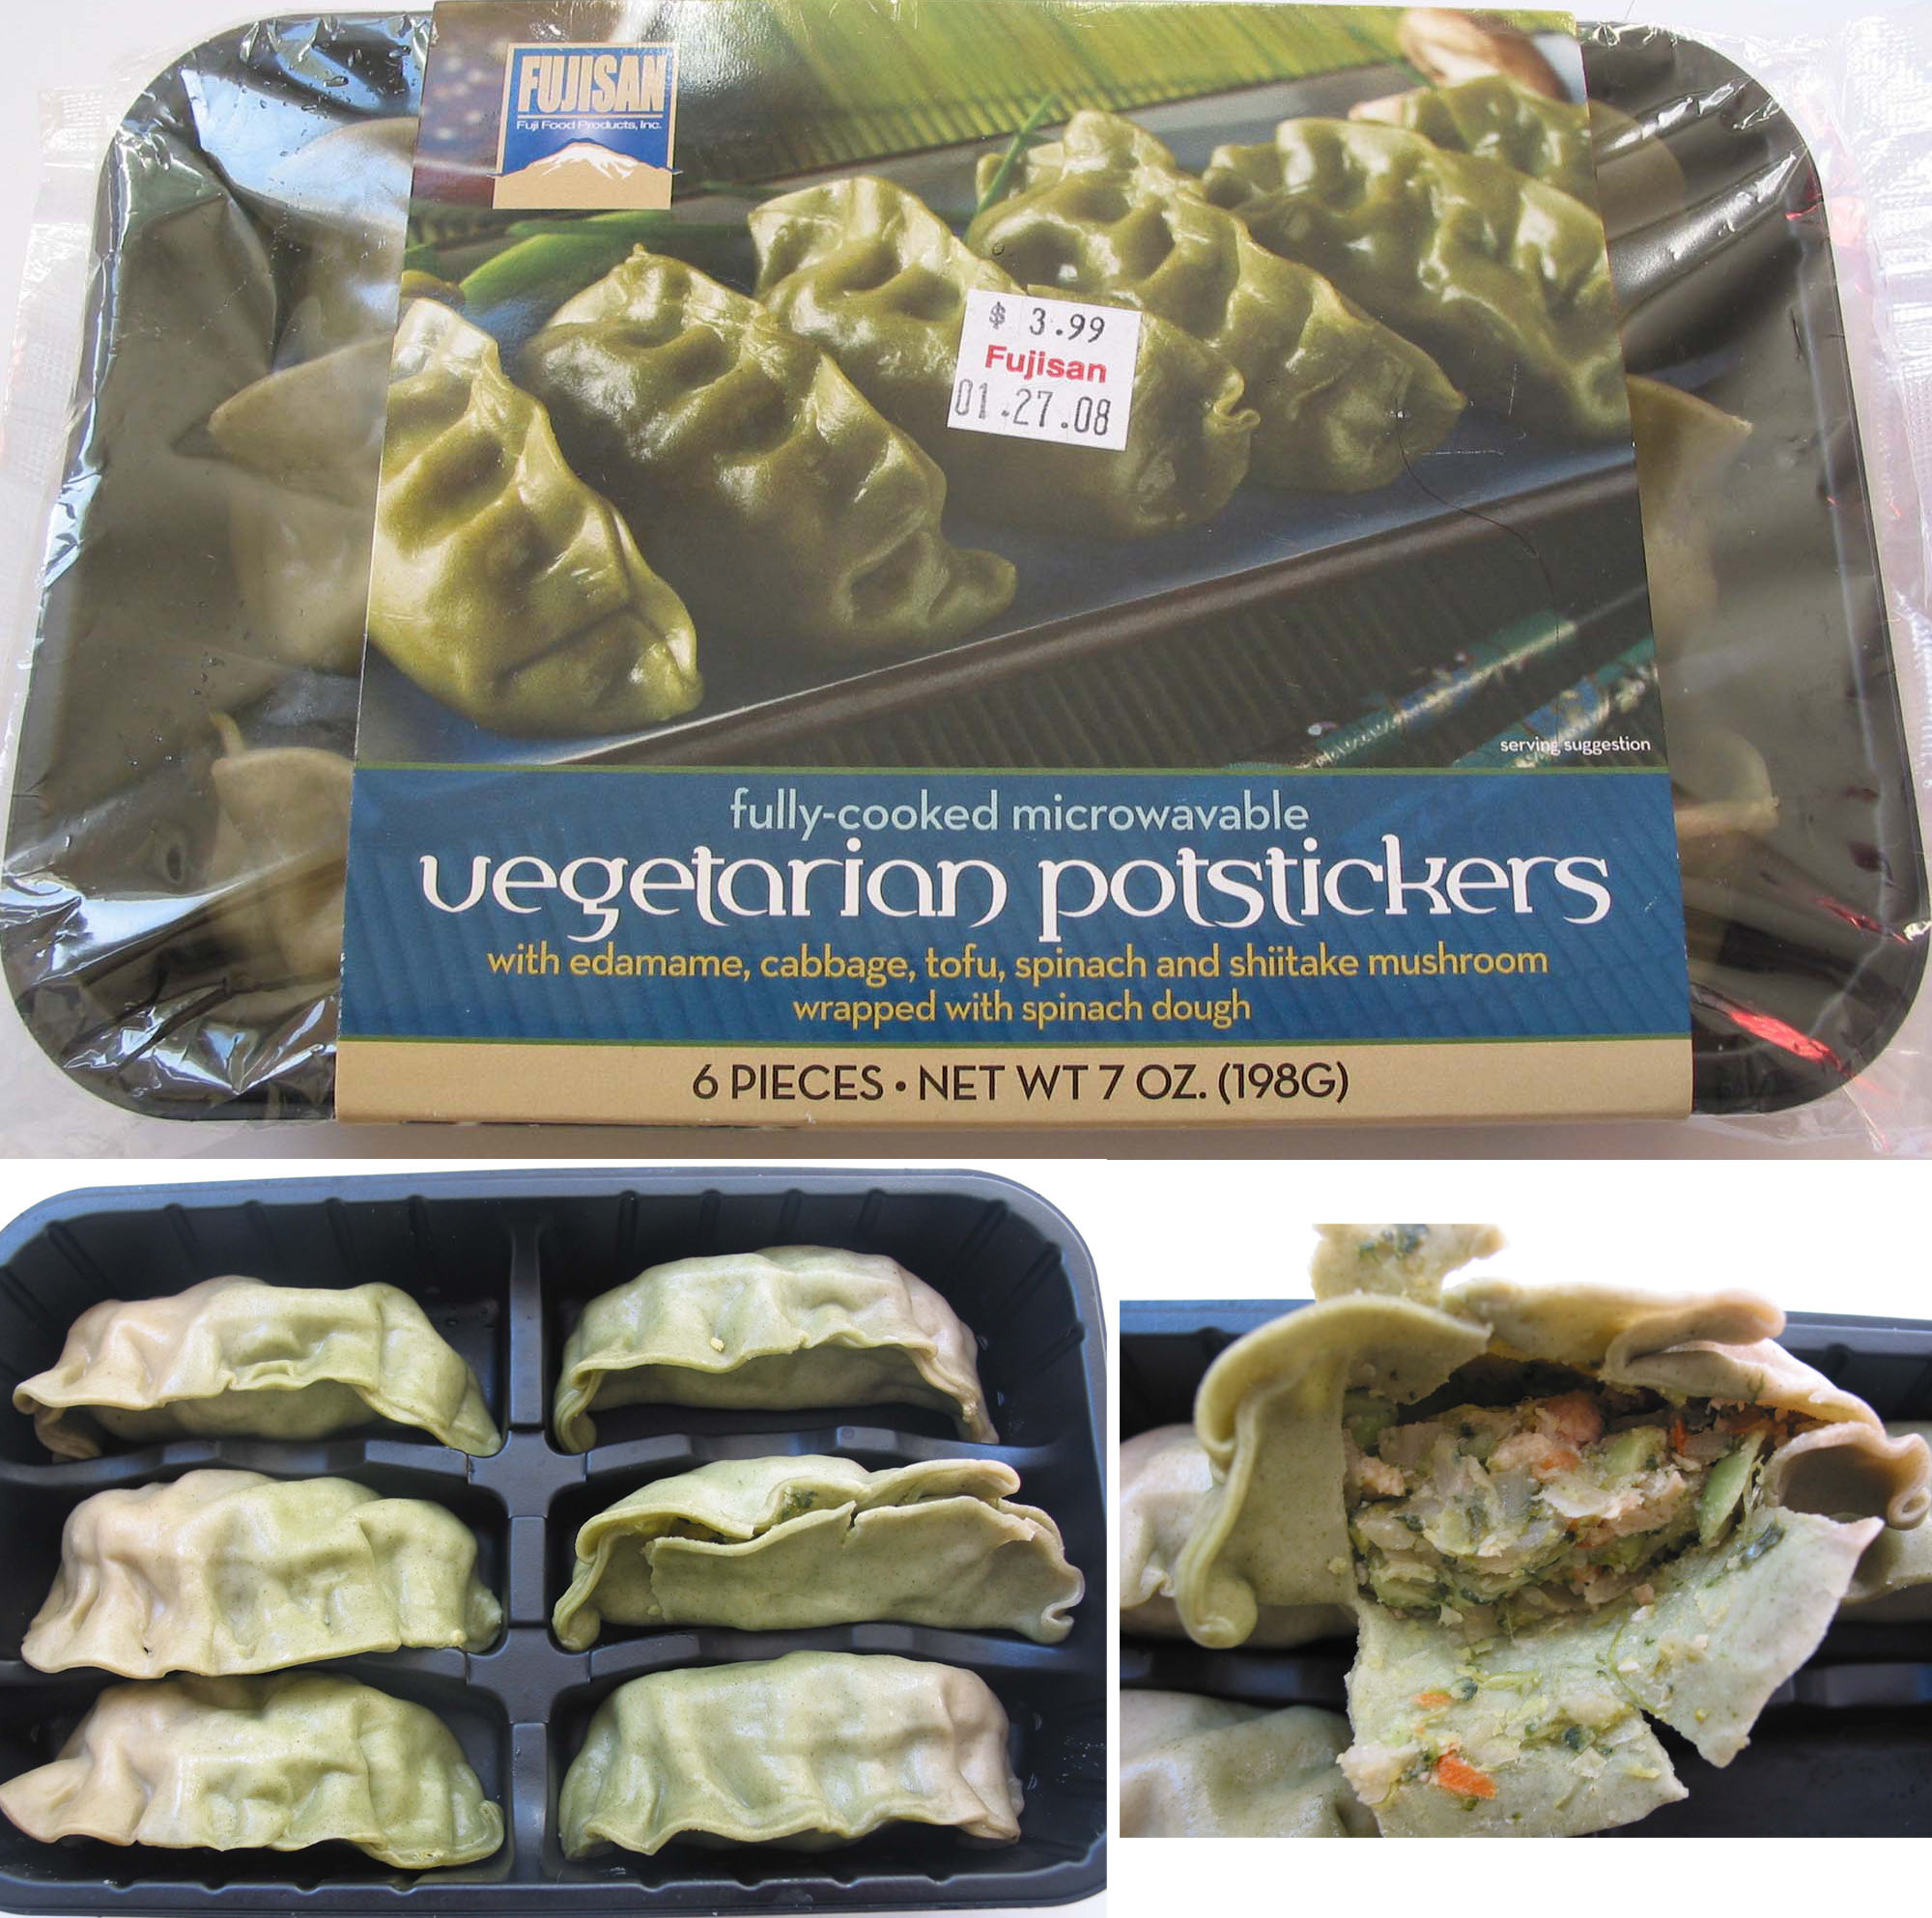 FUJISAN
Fuji Food Products, Inc.
$ 3.99
Fujisan
01.27.08
serving suggestion
fully-cooked microwavable
vegetarian potstickers
with edamame, cabbage, tofu, spinach and shiitake mushroom
wrapped with spinach dough
6 PIECES • NET WT 7 OZ. (198G)